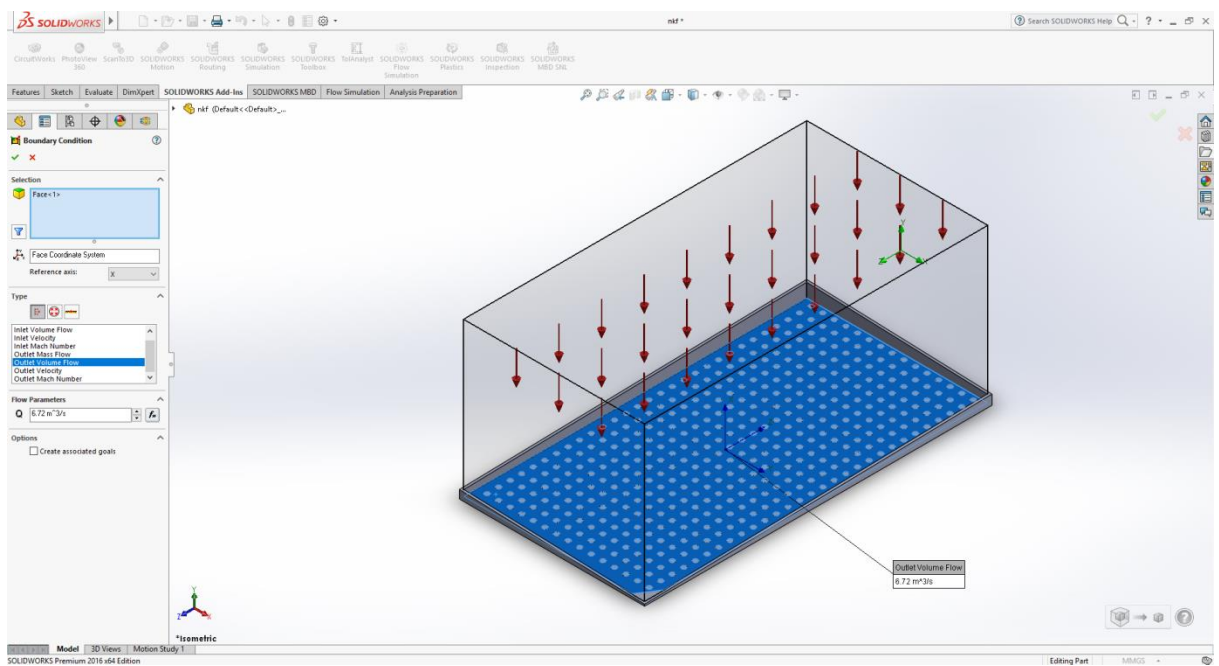 SOLIDWORKS
nkf *
Search SOLIDWORKS Help
CircuitWorks
PhotoView 360
ScanTo3D
SOLIDWORKS Motion
SOLIDWORKS Routing
SOLIDWORKS Simulation
SOLIDWORKS Toolbox
TolAnalyst
SOLIDWORKS Flow Simulation
SOLIDWORKS Plastics
SOLIDWORKS Inspection
SOLIDWORKS MBD SNL
Features Sketch Evaluate DimXpert SOLIDWORKS Add-Ins SOLIDWORKS MBD Flow Simulation Analysis Preparation
nkf (Default<<Default>_...
Boundary Condition
Selection
Face<1>
Face Coordinate System
Reference axis: X
Type
Inlet Volume Flow
Inlet Velocity
Inlet Mach Number
Outlet Mass Flow
Outlet Volume Flow
Outlet Velocity
Outlet Mach Number
Flow Parameters
Q 6.72 m^3/s
Options
Create associated goals
Outlet Volume Flow
6.72 m^3/s
*Isometric
Model 3D Views Motion Study 1
SOLIDWORKS Premium 2016 x64 Edition
Editing Part
MMGS